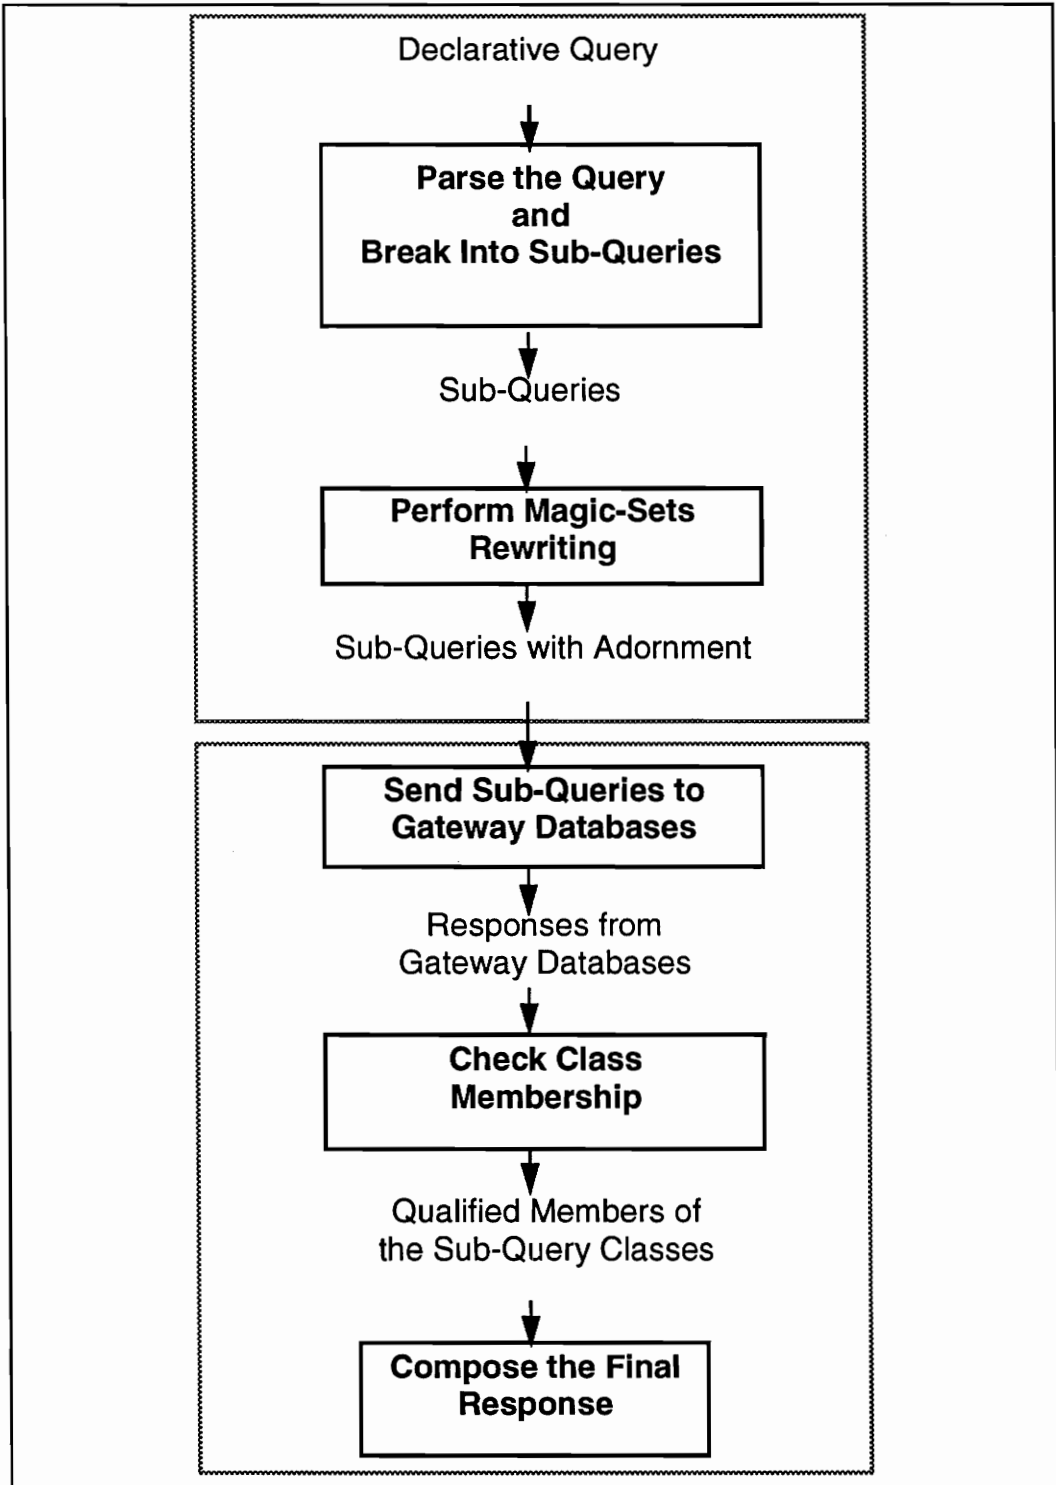 Declarative Query
Parse the Query
and
Break Into Sub-Queries
Sub-Queries
Perform Magic-Sets
Rewriting
Sub-Queries with Adornment
Send Sub-Queries to
Gateway Databases
Responses from
Gateway Databases
Check Class
Membership
Qualified Members of
the Sub-Query Classes
Compose the Final
Response